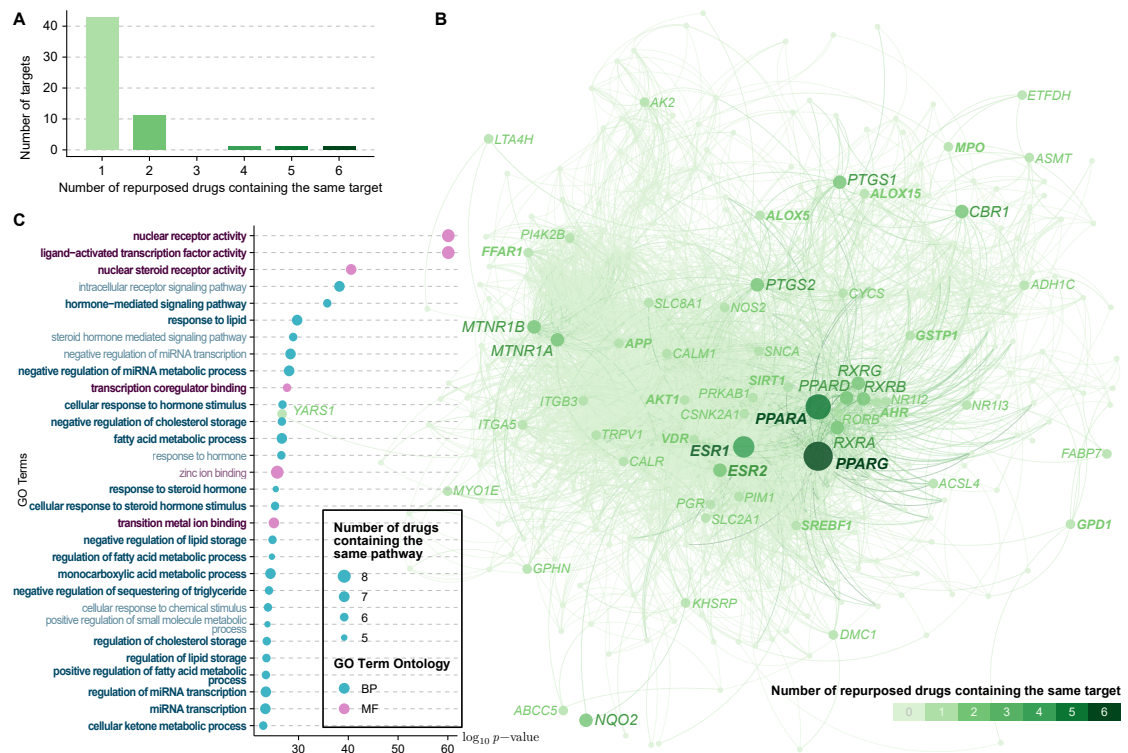 A
Number of targets
40
30
20
10
0
1 2 3 4 5 6
Number of repurposed drugs containing the same target
B
AK2
ETFDH
LTA4H
MPO
ASMT
PTGS1
ALOX15
ALOX5
CBR1
PI4K2B
FFAR1
PTGS2
CYCS
ADH1C
SLC8A1
NOS2
MTNR1B
MTNR1A
APP
CALM1
SNCA
GSTP1
RXRG
SIRT1
PPARD
RXRB
PRKAB1
AKT1
ITGB3
CSNK2A1
NR1I2
AHR
NR1I3
PPARA
RORB
YARS1
ITGA5
TRPV1
VDR
RXRA
ESR1
PPARG
ESR2
CALR
FABP7
MYO1E
ACSL4
PIM1
PGR
SLC2A1
SREBF1
GPD1
GPHN
KHSRP
DMC1
ABCC5
NQO2
Number of repurposed drugs containing the same target
0 1 2 3 4 5 6
C
GO Terms
nuclear receptor activity
ligand−activated transcription factor activity
nuclear steroid receptor activity
intracellular receptor signaling pathway
hormone−mediated signaling pathway
response to lipid
steroid hormone mediated signaling pathway
negative regulation of miRNA transcription
negative regulation of miRNA metabolic process
transcription coregulator binding
cellular response to hormone stimulus
negative regulation of cholesterol storage
fatty acid metabolic process
response to hormone
zinc ion binding
response to steroid hormone
cellular response to steroid hormone stimulus
transition metal ion binding
negative regulation of lipid storage
regulation of fatty acid metabolic process
monocarboxylic acid metabolic process
negative regulation of sequestering of triglyceride
cellular response to chemical stimulus
positive regulation of small molecule metabolic
process
regulation of cholesterol storage
regulation of lipid storage
positive regulation of fatty acid metabolic
process
regulation of miRNA transcription
miRNA transcription
cellular ketone metabolic process
30 40 50 60
log₁₀ p−value
Number of drugs
containing the
same pathway
8
7
6
5
GO Term Ontology
BP
MF